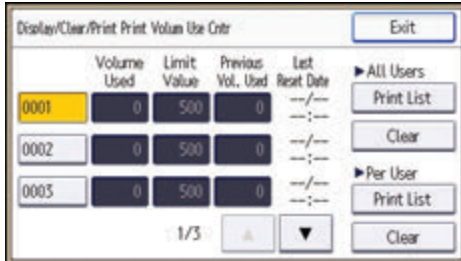 Display/Clear/Print Print Volum Use Cntr
Exit
Volume Used
Limit Value
Previous Vol. Used
Last Reset Date
►All Users
Print List
Clear
0001 0 500 0 --/-- --:--
0002 0 500 0 --/-- --:--
0003 0 500 0 --/-- --:--
►Per User
Print List
Clear
1/3 ▲ ▼